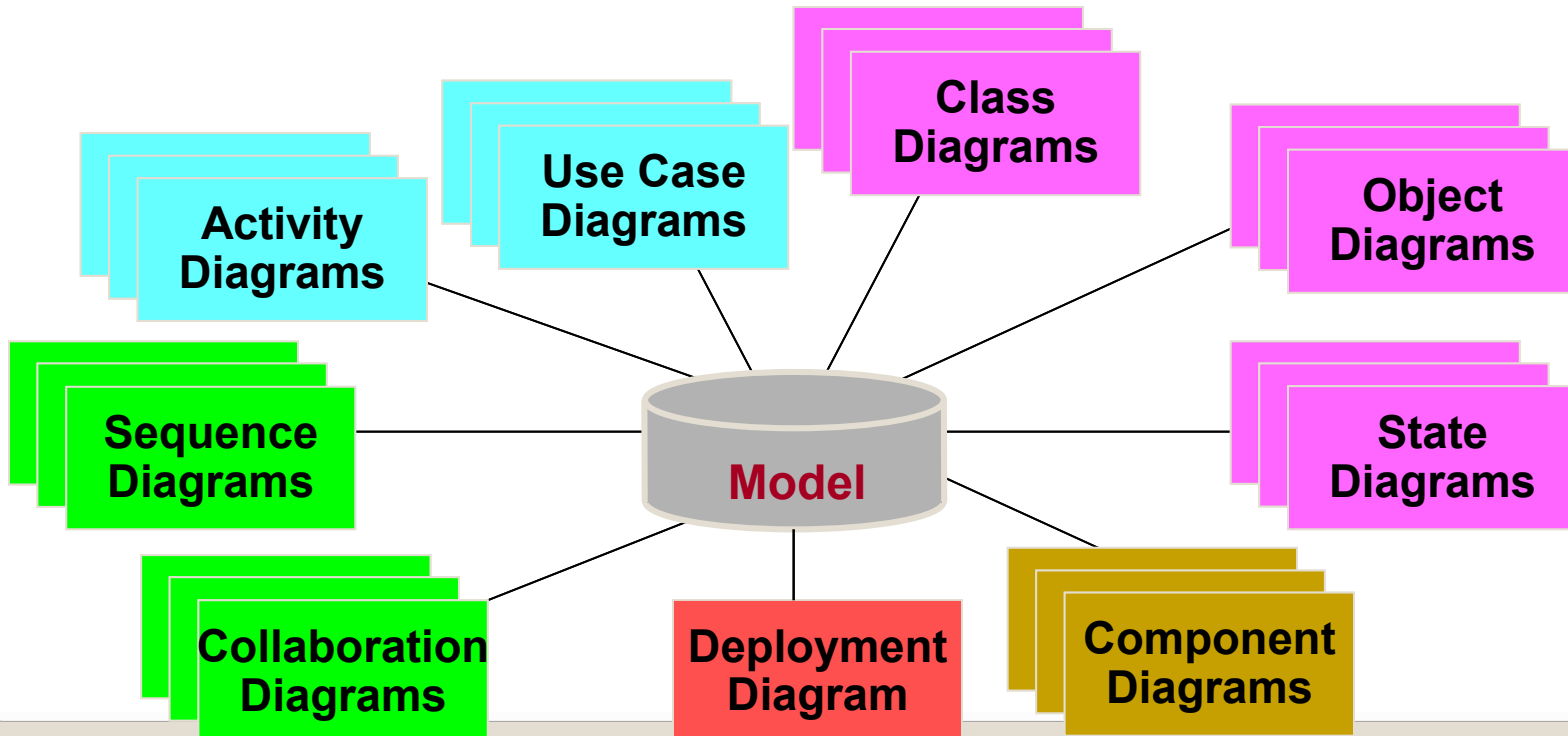 Class
Diagrams
Use Case
Diagrams
Activity
Diagrams
Object
Diagrams
Sequence
Diagrams
Model
State
Diagrams
Collaboration
Diagrams
Deployment
Diagram
Component
Diagrams